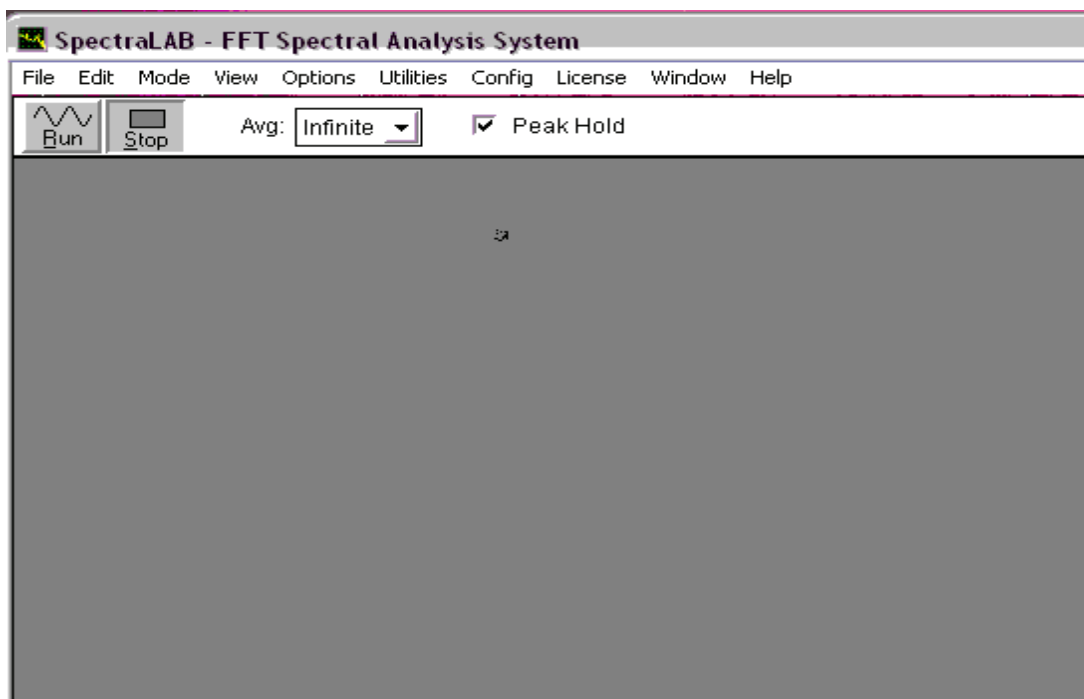 SpectraLAB - FFT Spectral Analysis System
File Edit Mode View Options Utilities Config License Window Help
Run Stop Avg: Infinite Peak Hold